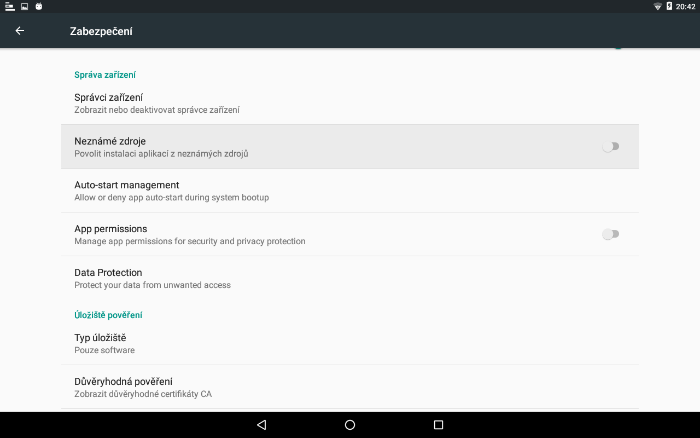 20:42
Zabezpečení
Správa zařízení
Správci zařízení
Zobrazit nebo deaktivovat správce zařízení
Neznámé zdroje
Povolit instalaci aplikací z neznámých zdrojů
Auto-start management
Allow or deny app auto-start during system bootup
App permissions
Manage app permissions for security and privacy protection
Data Protection
Protect your data from unwanted access
Úložiště pověření
Typ úložiště
Pouze software
Důvěryhodná pověření
Zobrazit důvěryhodné certifikáty CA